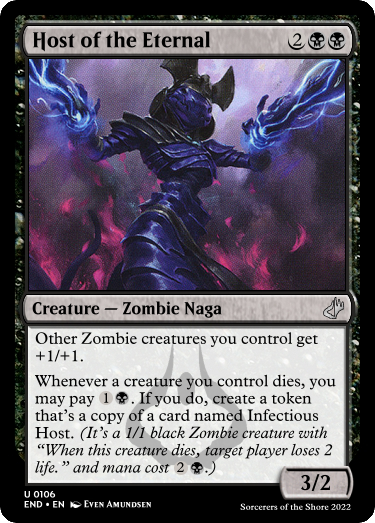 Host of the Eternal 2
Creature — Zombie Naga
Other Zombie creatures you control get
+1/+1.
Whenever a creature you control dies, you
may pay 1 . If you do, create a token
that's a copy of a card named Infectious
Host. (It's a 1/1 black Zombie creature with
"When this creature dies, target player loses 2
life." and mana cost 2 .)
3/2
U 0106
END • EN Even Amundsen
Sorcerers of the Shore 2022